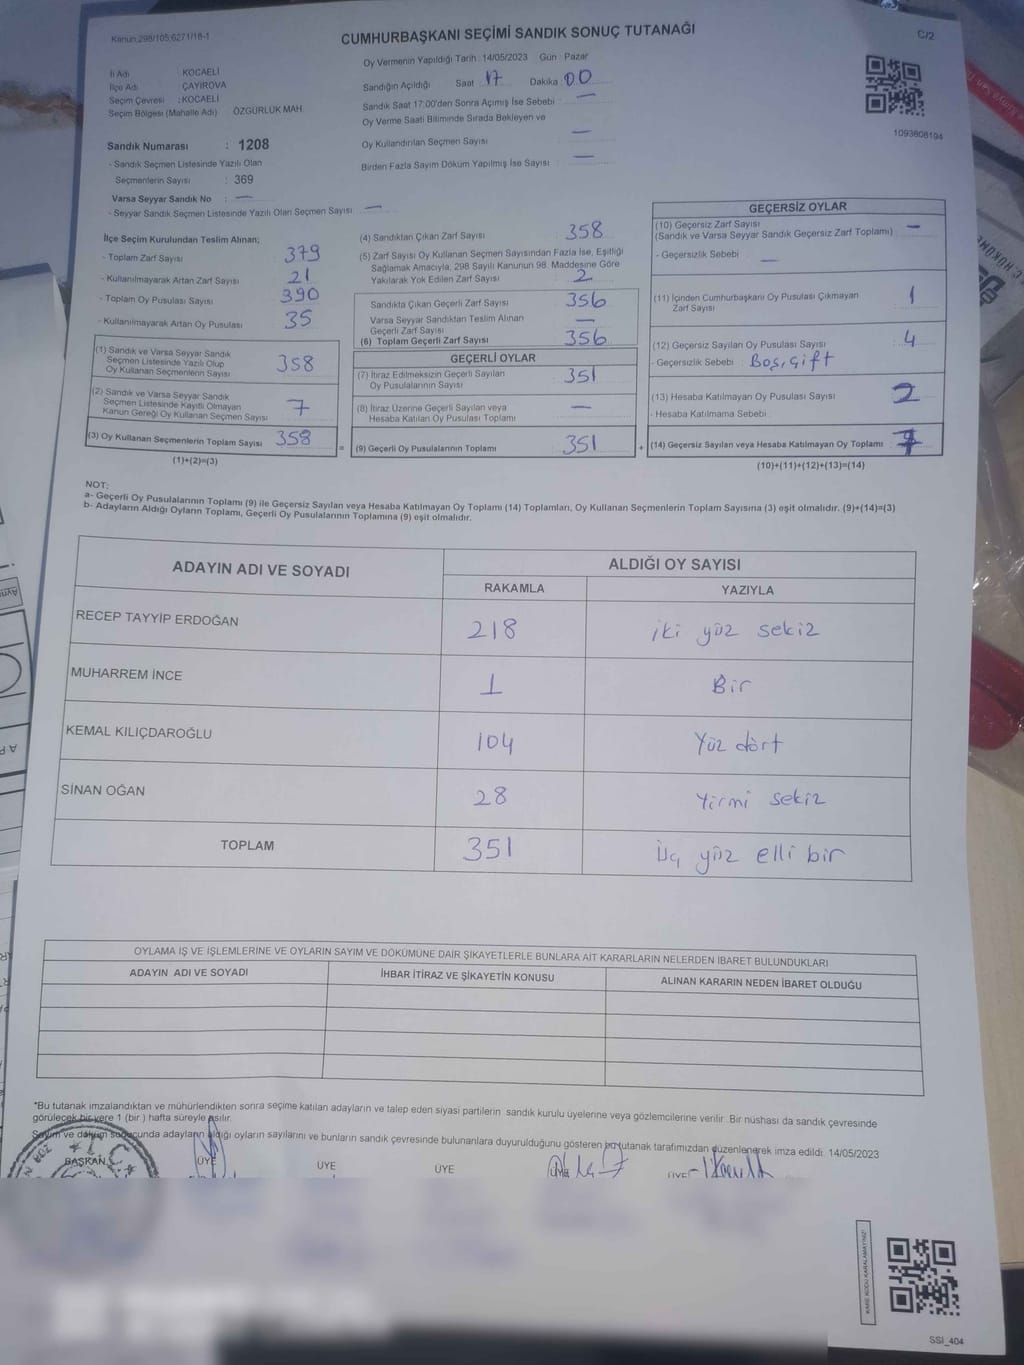 Kanun:298/105;6271/18-1
CUMHURBAŞKANI SEÇİMİ SANDIK SONUÇ TUTANAĞI
C/2
İl Adı KOCAELİ
İlçe Adı ÇAYIROVA
Seçim Çevresi :KOCAELİ
Seçim Bölgesi (Mahalle Adı) ÖZGÜRLÜK MAH.
Sandık Numarası : 1208
- Sandık Seçmen Listesinde Yazılı Olan
Seçmenlerin Sayısı : 369
Varsa Seyyar Sandık No : —
- Seyyar Sandık Seçmen Listesinde Yazılı Olan Seçmen Sayısı : —
Oy Vermenin Yapıldığı Tarih :14/05/2023 Gün : Pazar
Sandığın Açıldığı Saat 17 Dakika : 00
Sandık Saat 17:00'den Sonra Açımış İse Sebebi : —
Oy Verme Saati Bitiminde Sırada Bekleyen ve
Oy Kullandırılan Seçmen Sayısı : —
Birden Fazla Sayım Döküm Yapılmış İse Sayısı : —
1093808194
İlçe Seçim Kurulundan Teslim Alınan;
- Toplam Zarf Sayısı : 379
- Kullanılmayarak Artan Zarf Sayısı : 21
- Toplam Oy Pusulası Sayısı : 390
- Kullanılmayarak Artan Oy Pusulası : 35
(1) Sandık ve Varsa Seyyar Sandık
Seçmen Listesinde Yazılı Olup
Oy Kullanan Seçmenlerin Sayısı : 358
(2) Sandık ve Varsa Seyyar Sandık
Seçmen Listesinde Kayıtlı Olmayan
Kanun Gereği Oy Kullanan Seçmen Sayısı : 7
(3) Oy Kullanan Seçmenlerin Toplam Sayısı : 358
(1)+(2)=(3)
(4) Sandıktan Çıkan Zarf Sayısı : 358
(5) Zarf Sayısı Oy Kullanan Seçmen Sayısından Fazla İse, Eşitliği
Sağlamak Amacıyla, 298 Sayılı Kanunun 98. Maddesine Göre
Yakılarak Yok Edilen Zarf Sayısı : 2
Sandıkta Çıkan Geçerli Zarf Sayısı : 356
Varsa Seyyar Sandıktan Teslim Alınan
Geçerli Zarf Sayısı : —
(6) Toplam Geçerli Zarf Sayısı : 356
GEÇERLİ OYLAR
(7) İtiraz Edilmeksizin Geçerli Sayılan
Oy Pusulalarının Sayısı : 351
(8) İtiraz Üzerine Geçerli Sayılan veya
Hesaba Katılan Oy Pusulası Toplamı : —
= (9) Geçerli Oy Pusulalarının Toplamı : 351
GEÇERSİZ OYLAR
(10) Geçersiz Zarf Sayısı
(Sandık ve Varsa Seyyar Sandık Geçersiz Zarf Toplamı) : —
- Geçersizlik Sebebi : —
(11) İçinden Cumhurbaşkanı Oy Pusulası Çıkmayan
Zarf Sayısı : 1
(12) Geçersiz Sayılan Oy Pusulası Sayısı : 4
- Geçersizlik Sebebi : Boş, Çift
(13) Hesaba Katılmayan Oy Pusulası Sayısı : 2
- Hesaba Katılmama Sebebi :
+ (14) Geçersiz Sayılan veya Hesaba Katılmayan Oy Toplamı : 7
(10)+(11)+(12)+(13)=(14)
NOT:
a- Geçerli Oy Pusulalarının Toplamı (9) ile Geçersiz Sayılan veya Hesaba Katılmayan Oy Toplamı (14) Toplamları, Oy Kullanan Seçmenlerin Toplam Sayısına (3) eşit olmalıdır. (9)+(14)=(3)
b- Adayların Aldığı Oyların Toplamı, Geçerli Oy Pusulalarının Toplamına (9) eşit olmalıdır.
ADAYIN ADI VE SOYADI
ALDIĞI OY SAYISI
RAKAMLA YAZIYLA
RECEP TAYYİP ERDOĞAN 218 iki yüz sekiz
MUHARREM İNCE 1 Bir
KEMAL KILIÇDAROĞLU 104 Yüz dört
SİNAN OĞAN 28 Yirmi sekiz
TOPLAM 351 Üç yüz elli bir
OYLAMA İŞ VE İŞLEMLERİNE VE OYLARIN SAYIM VE DÖKÜMÜNE DAİR ŞİKAYETLERLE BUNLARA AİT KARARLARIN NELERDEN İBARET BULUNDUKLARI
ADAYIN ADI VE SOYADI İHBAR İTİRAZ VE ŞİKAYETİN KONUSU ALINAN KARARIN NEDEN İBARET OLDUĞU
*Bu tutanak imzalandıktan ve mühürlendikten sonra seçime katılan adayların ve talep eden siyasi partilerin sandık kurulu üyelerine veya gözlemcilerine verilir. Bir nüshası da sandık çevresinde
görülecek bir yere 1 (bir ) hafta süreyle asılır.
Sayım ve döküm sonucunda adayların aldığı oyların sayılarını ve bunların sandık çevresinde bulunanlara duyurulduğunu gösteren bu tutanak tarafımızdan düzenlenerek imza edildi. 14/05/2023
BAŞKAN ÜYE ÜYE ÜYE ÜYE ÜYE
T.C.
KARE KODU KARALAMAYINIZ!
SSI_404